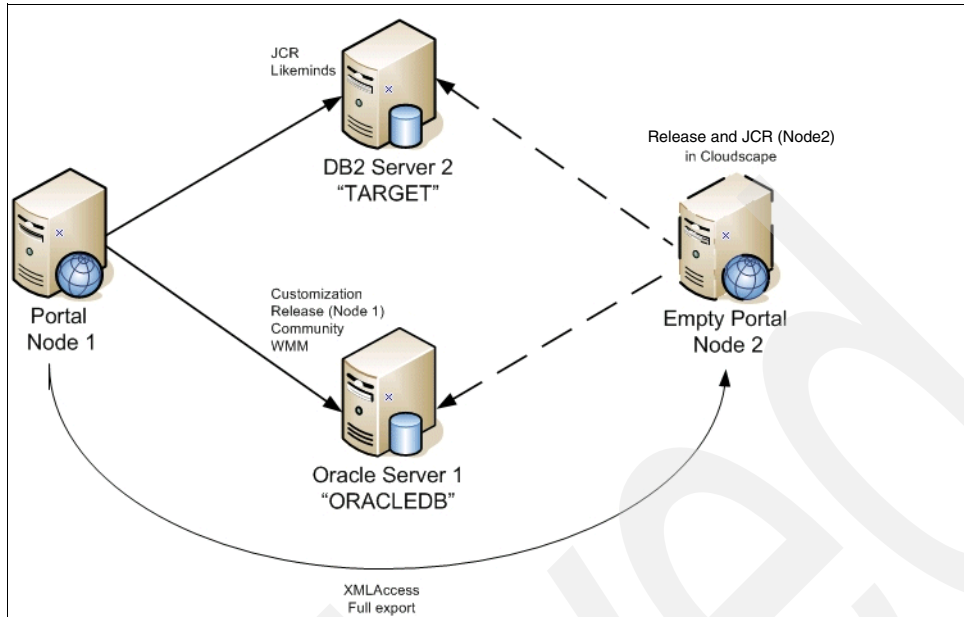 JCR
Likeminds
DB2 Server 2
“TARGET”
Release and JCR (Node2)
in Cloudscape
Portal
Node 1
Customization
Release (Node 1)
Community
WMM
Empty Portal
Node 2
Oracle Server 1
“ORACLEDB”
XMLAccess
Full export